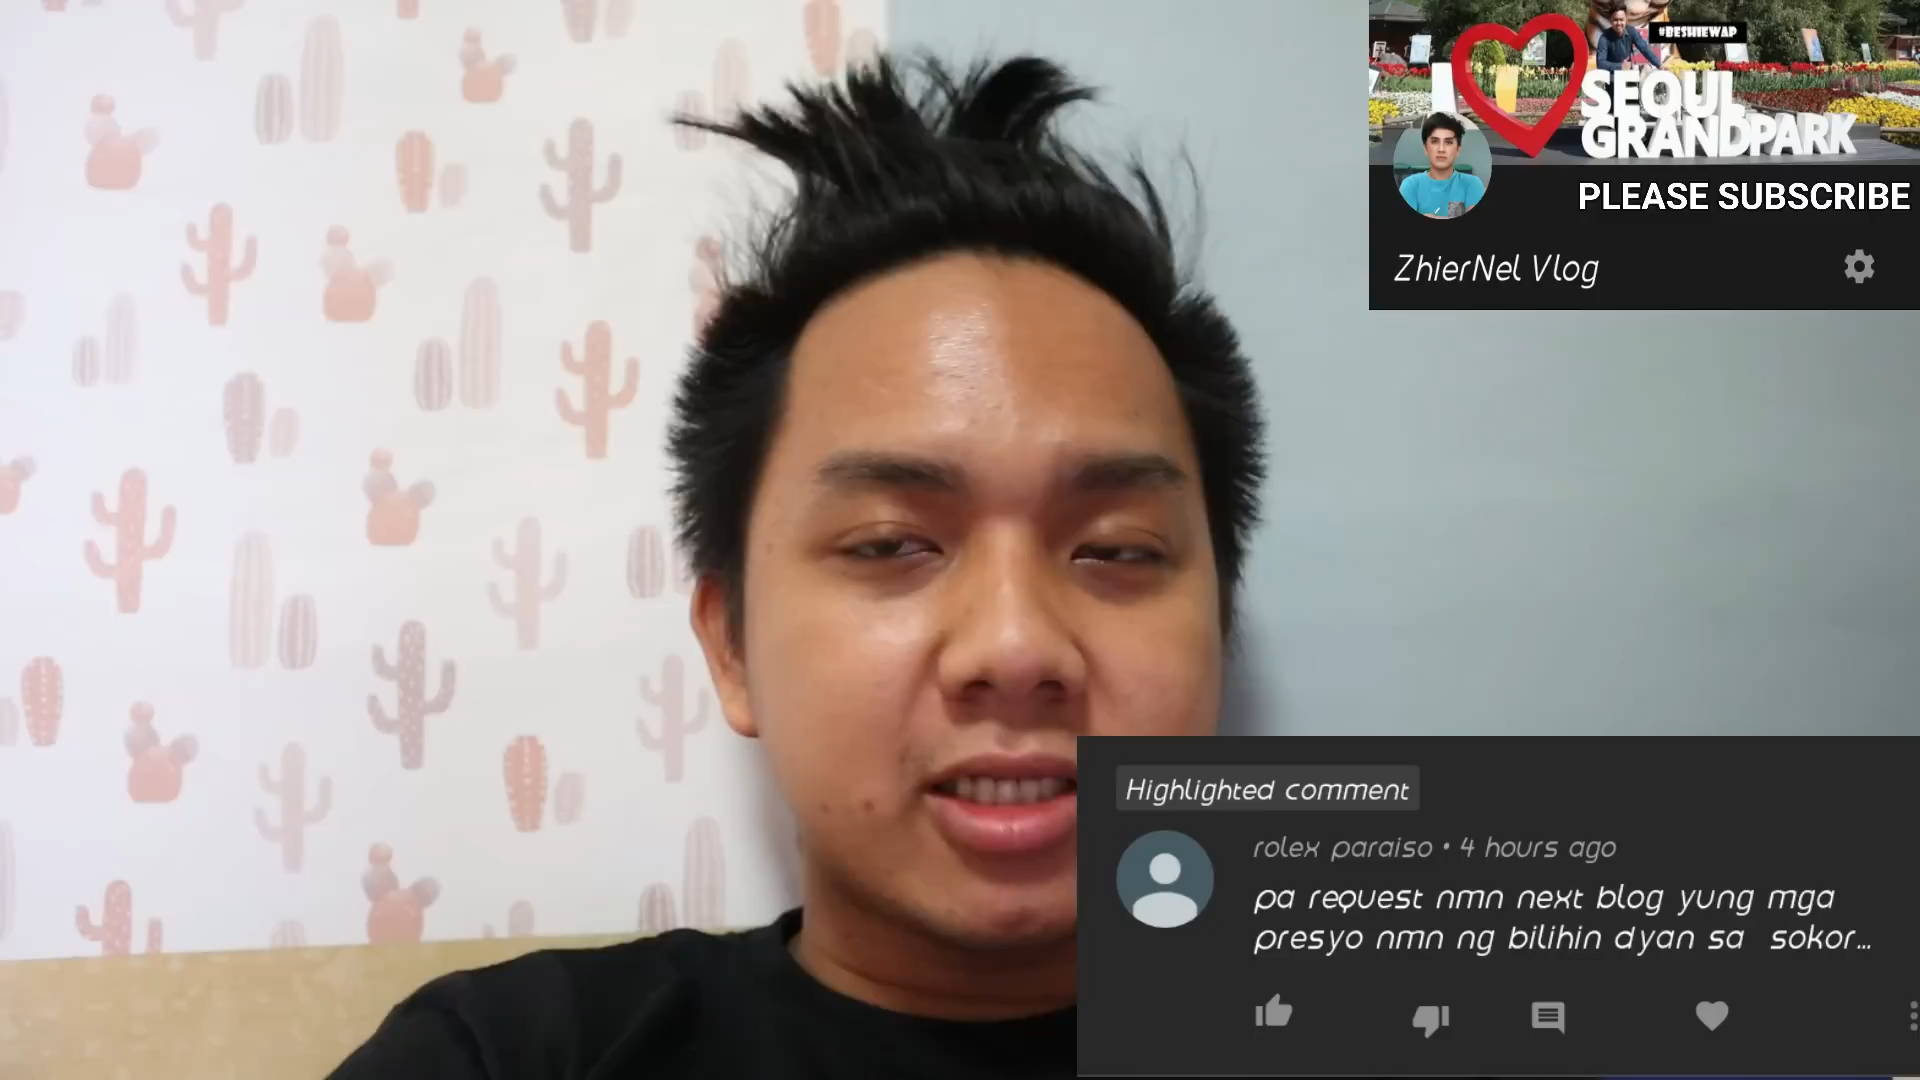 #BESHIEWAP
SEOUL
GRANDPARK
PLEASE SUBSCRIBE
ZhierNel Vlog
Highlighted comment
rolex paraiso • 4 hours ago
pa request nmn next blog yung mga
presyo nmn ng bilihin dyan sa sokor...